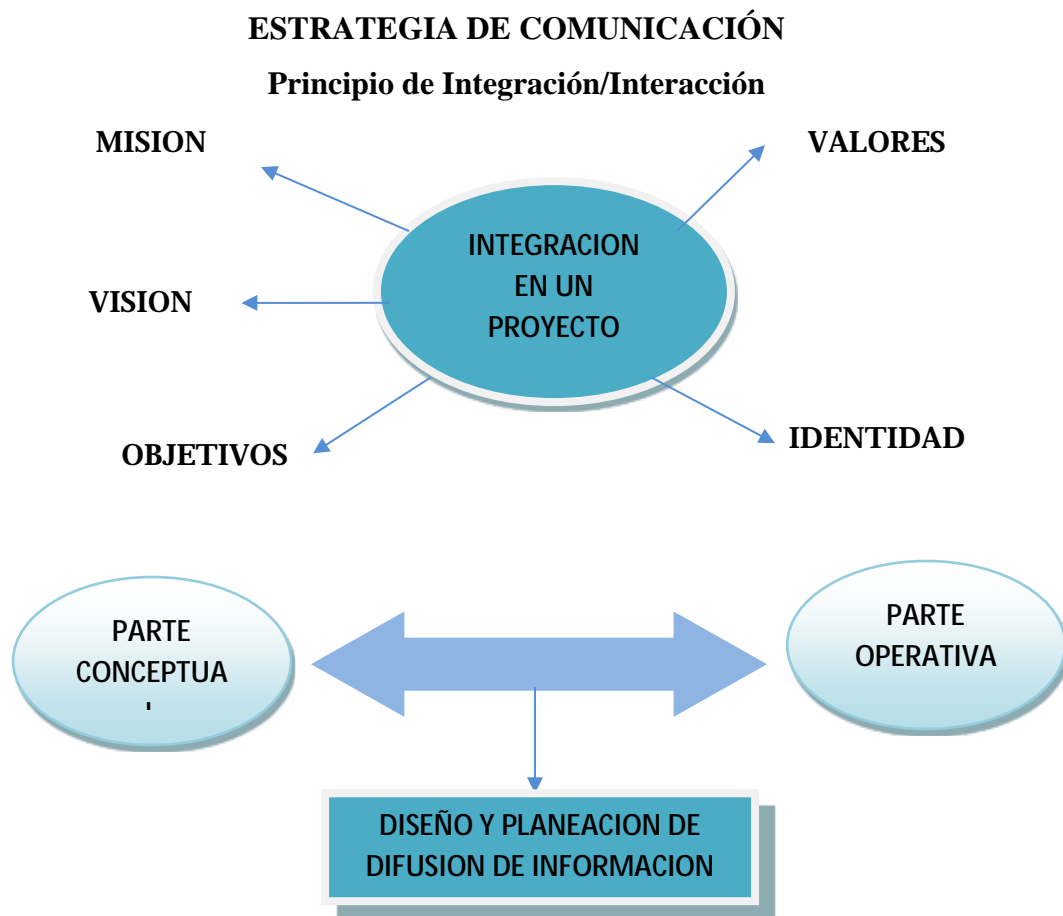 ESTRATEGIA DE COMUNICACIÓN
Principio de Integración/Interacción
MISION
VALORES
INTEGRACION
EN UN
PROYECTO
VISION
OBJETIVOS
IDENTIDAD
PARTE
CONCEPTUA
PARTE
OPERATIVA
DISEÑO Y PLANEACION DE
DIFUSION DE INFORMACION